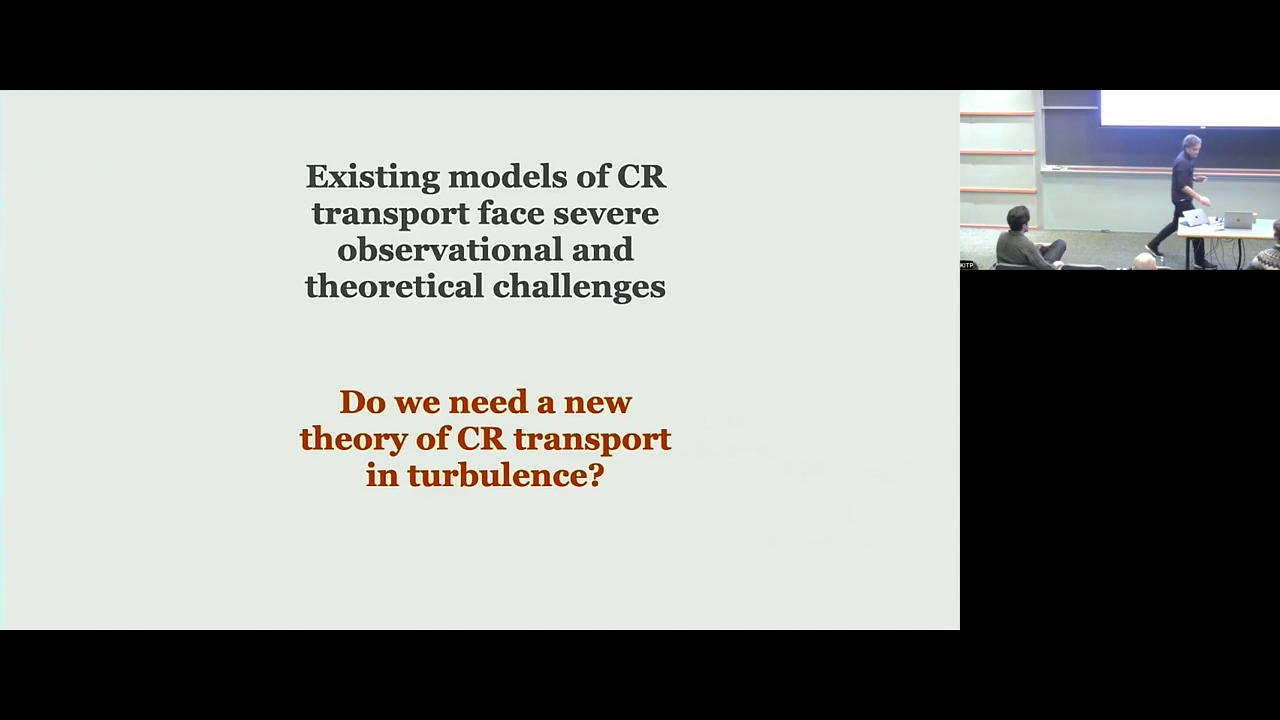 Existing models of CR
transport face severe
observational and
theoretical challenges
Do we need a new
theory of CR transport
in turbulence?
KITP